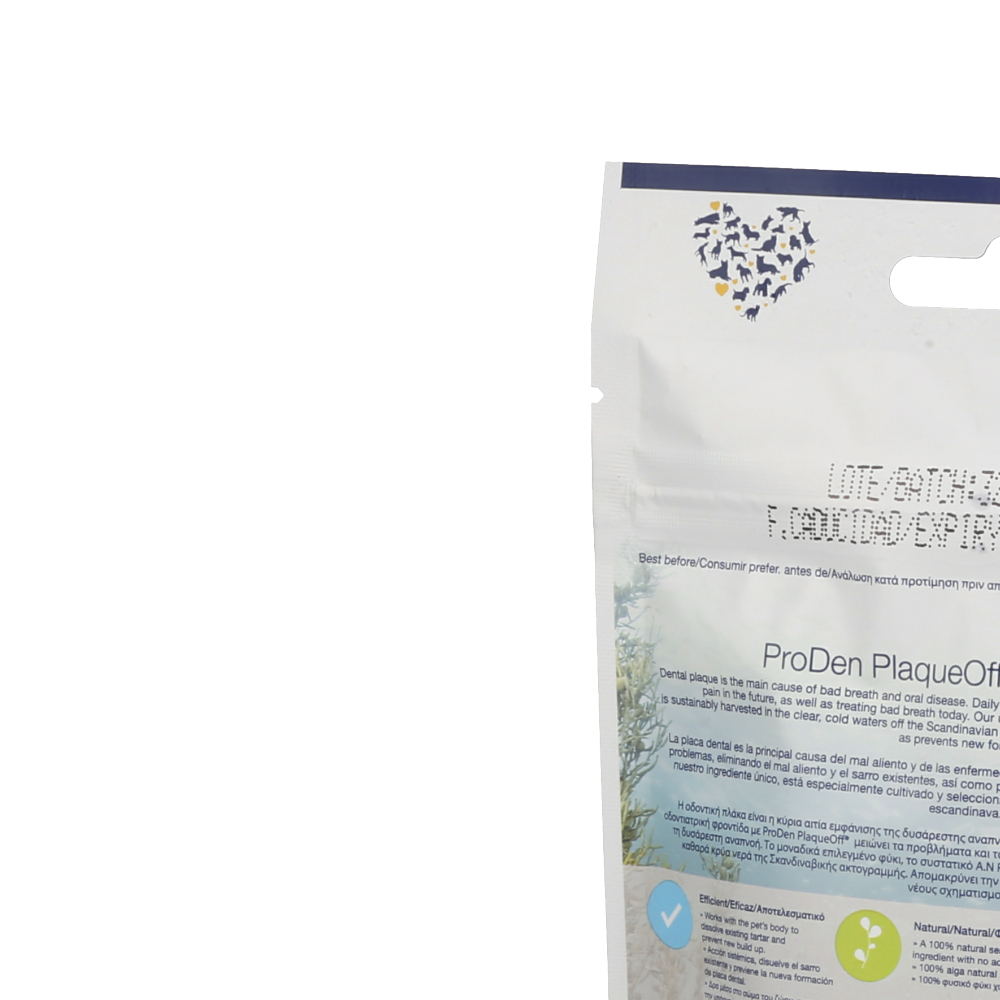 LOTE/BATCH:
F.CADUCIDAD/EXPIRY
Best before/Consumir prefer. antes de/Ανάλωση κατά προτίμηση πριν απ
ProDen PlaqueOff
Dental plaque is the main cause of bad breath and oral disease. Daily
pain in the future, as well as treating bad breath today. Our
is sustainably harvested in the clear, cold waters off the Scandinavian
as prevents new for
La placa dental es la principal causa del mal aliento y de las enferme
problemas, eliminando el mal aliento y el sarro existentes, así como p
nuestro ingrediente único, está especialmente cultivado y seleccion
escandinava.
Η οδοντική πλάκα είναι η κύρια αιτία εμφάνισης της δυσάρεστης αναπν
οδοντιατρική φροντίδα με ProDen PlaqueOff® μειώνει τα προβλήματα και τ
τη δυσάρεστη αναπνοή. Το μοναδικά επιλεγμένο φύκι, το συστατικό A.N
καθαρά κρύα νερά της Σκανδιναβικής ακτογραμμής. Απομακρύνει την
νέους σχηματισμο
Efficient/Eficaz/Αποτελεσματικό
• Works with the pet's body to
dissolve existing tartar and
prevent new build up.
• Acción sistémica, disuelve el sarro
existente y previene la nueva formación
de placa dental.
• Δρα μέσα στο σώμα του
Natural/Natural/Φ
• A 100% natural se
ingredient with no ad
• 100% alga natural
• 100% φυσικό φύκι χ